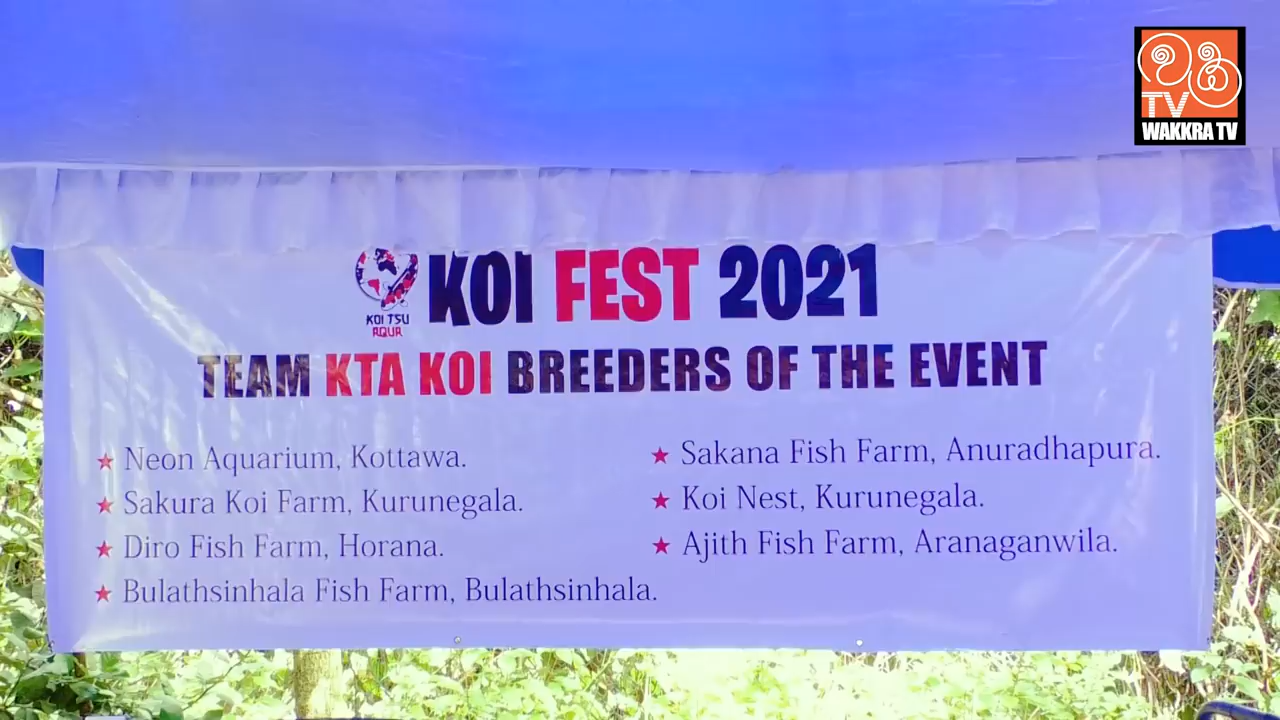 ව ක්‍ර
TV
WAKKRA TV
KOI FEST 2021
KOI TSU
AQUA
TEAM KTA KOI BREEDERS OF THE EVENT
★ Neon Aquarium, Kottawa.
★ Sakura Koi Farm, Kurunegala.
★ Diro Fish Farm, Horana.
★ Bulathsinhala Fish Farm, Bulathsinhala.
★ Sakana Fish Farm, Anuradhapura.
★ Koi Nest, Kurunegala.
★ Ajith Fish Farm, Aranaganwila.